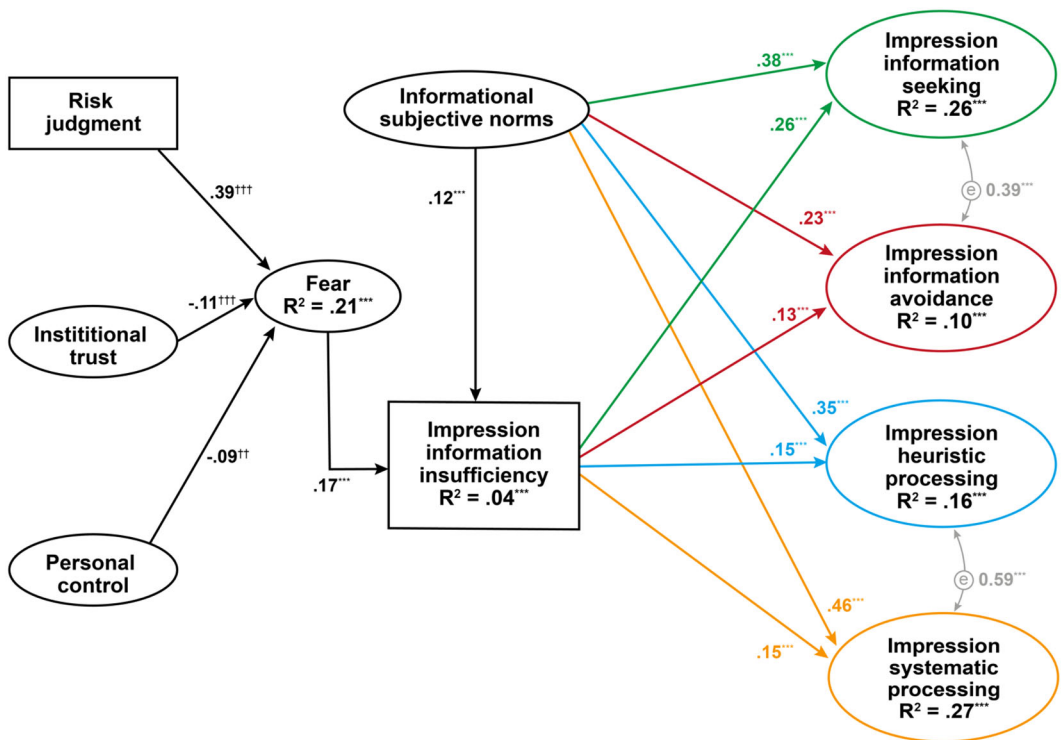 Risk
judgment
.39†††
Instititional
trust
-.11†††
Personal
control
-.09††
Fear
R² = .21***
.17***
Informational
subjective norms
.12***
Impression
information
insufficiency
R² = .04***
.38***
.26***
.23***
.13***
.35***
.15***
.46***
.15***
Impression
information
seeking
R² = .26***
e 0.39***
Impression
information
avoidance
R² = .10***
Impression
heuristic
processing
R² = .16***
e 0.59***
Impression
systematic
processing
R² = .27***